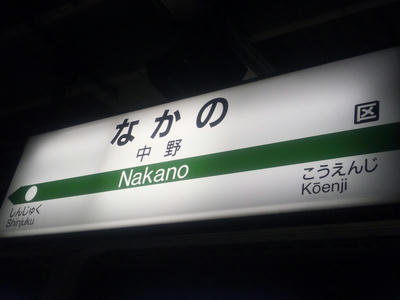 なかの
区
中野
Nakano
しんじゅく
Shinjuku
こうえんじ
Kōenji